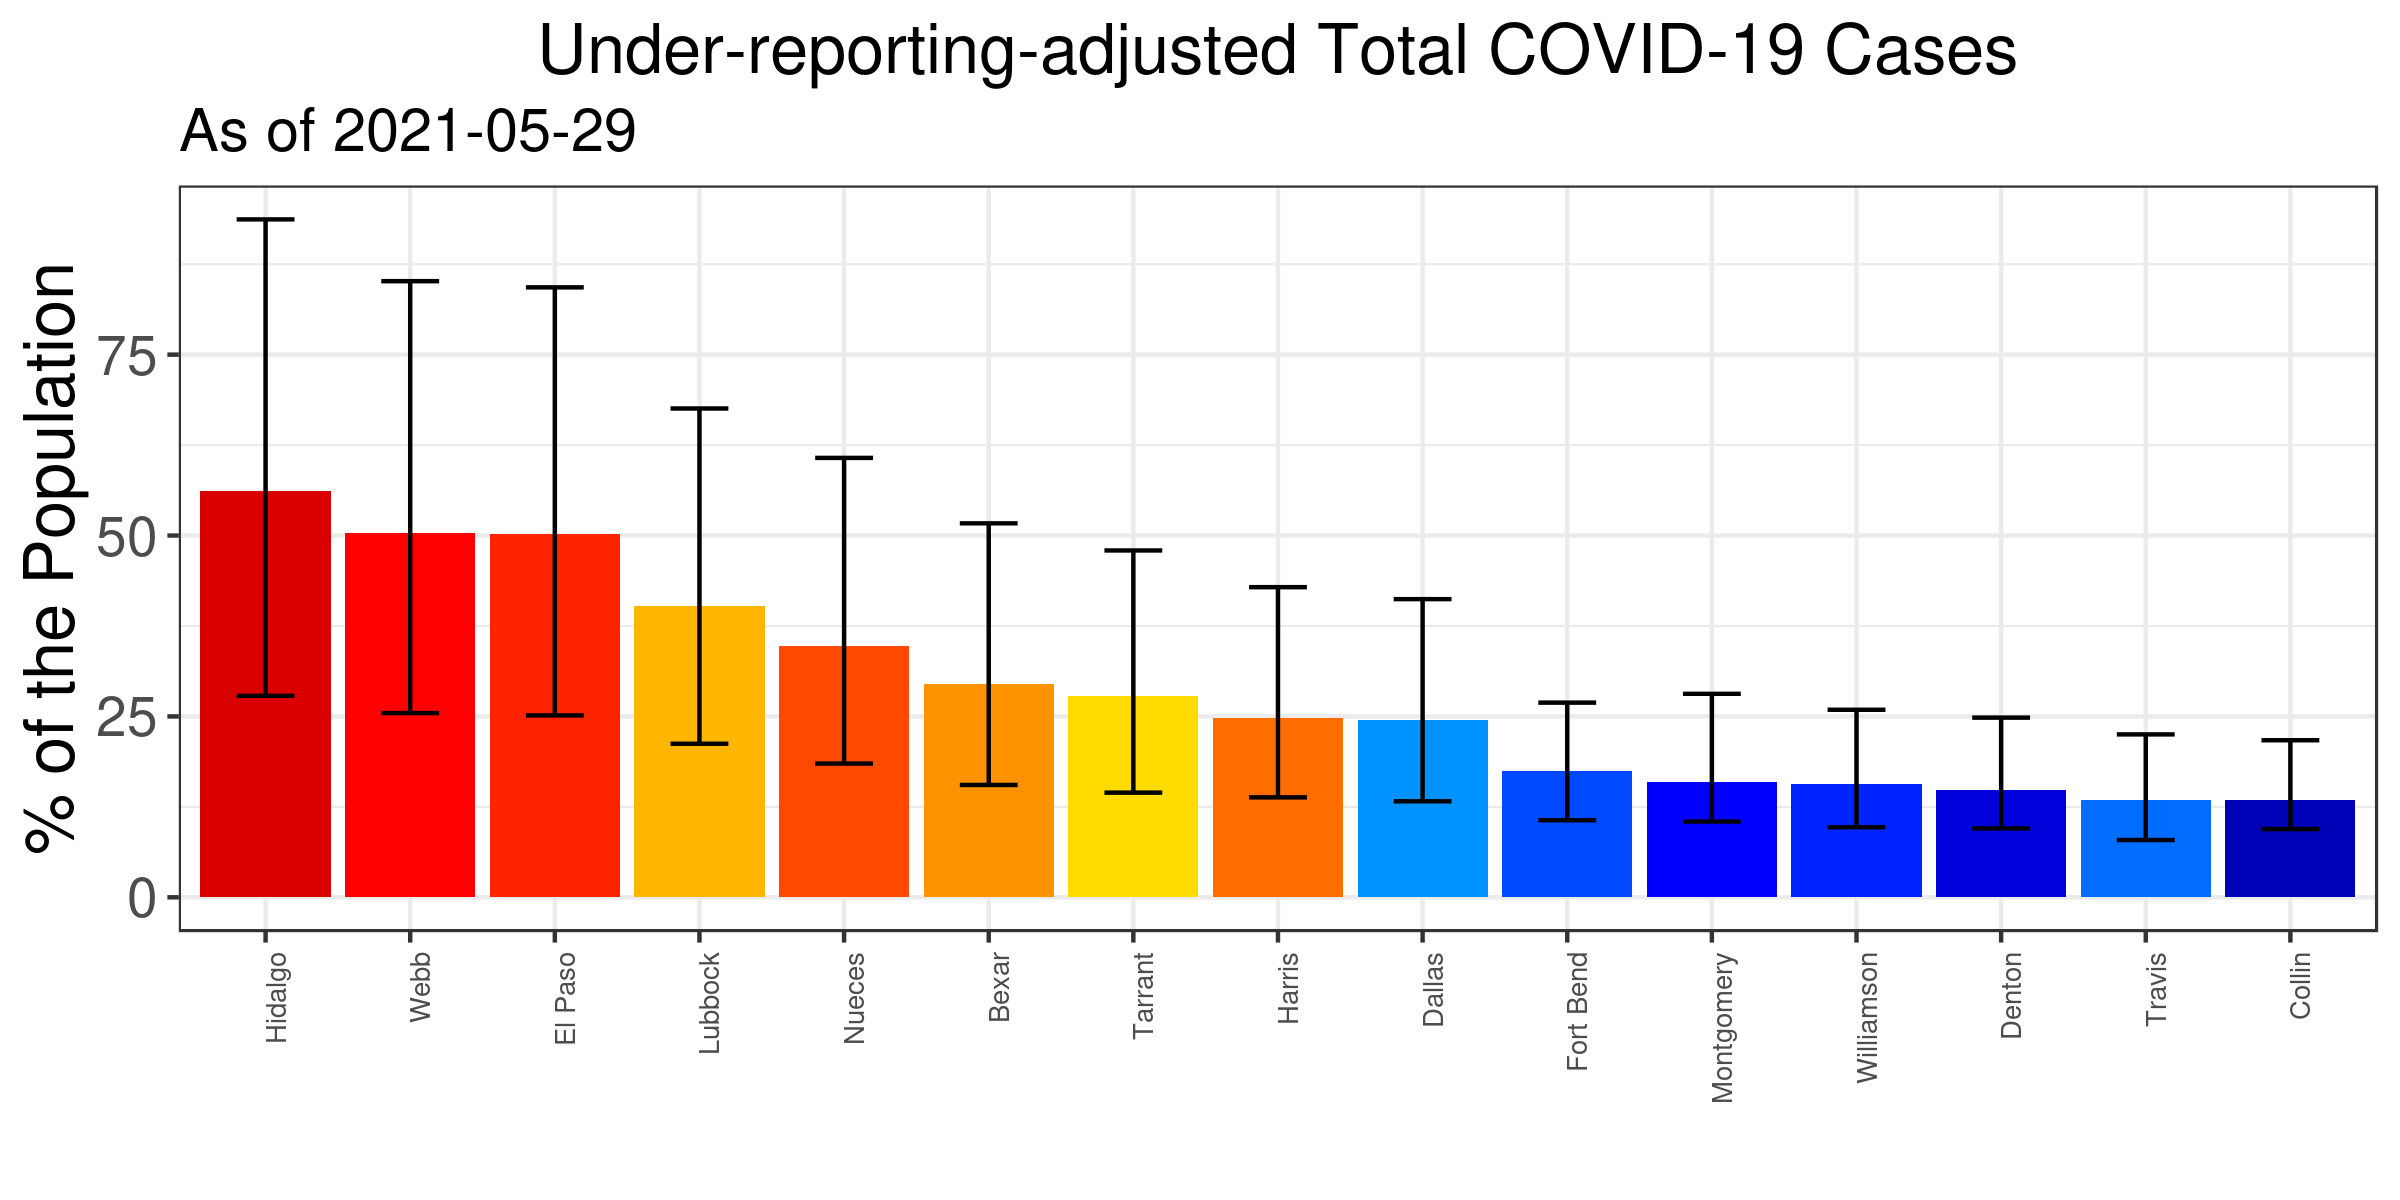 Under-reporting-adjusted Total COVID-19 Cases
As of 2021-05-29
% of the Population
75
50
25
0
Hidalgo
Webb
El Paso
Lubbock
Nueces
Bexar
Tarrant
Harris
Dallas
Fort Bend
Montgomery
Williamson
Denton
Travis
Collin